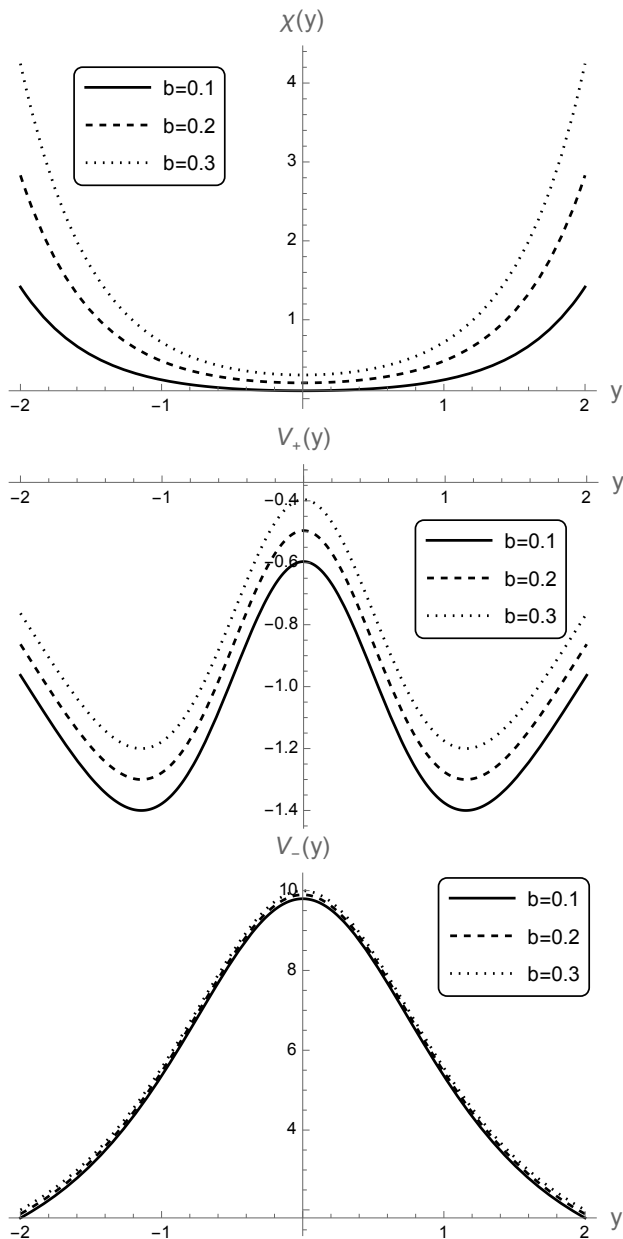 χ(y)
4
3
2
1
b=0.1
b=0.2
b=0.3
-2 -1 1 2 y
V₊(y)
-2 -1 1 2 y
-0.4
-0.6
-0.8
-1.0
-1.2
-1.4
b=0.1
b=0.2
b=0.3
V₋(y)
10
8
6
4
b=0.1
b=0.2
b=0.3
-2 -1 0 1 2 y